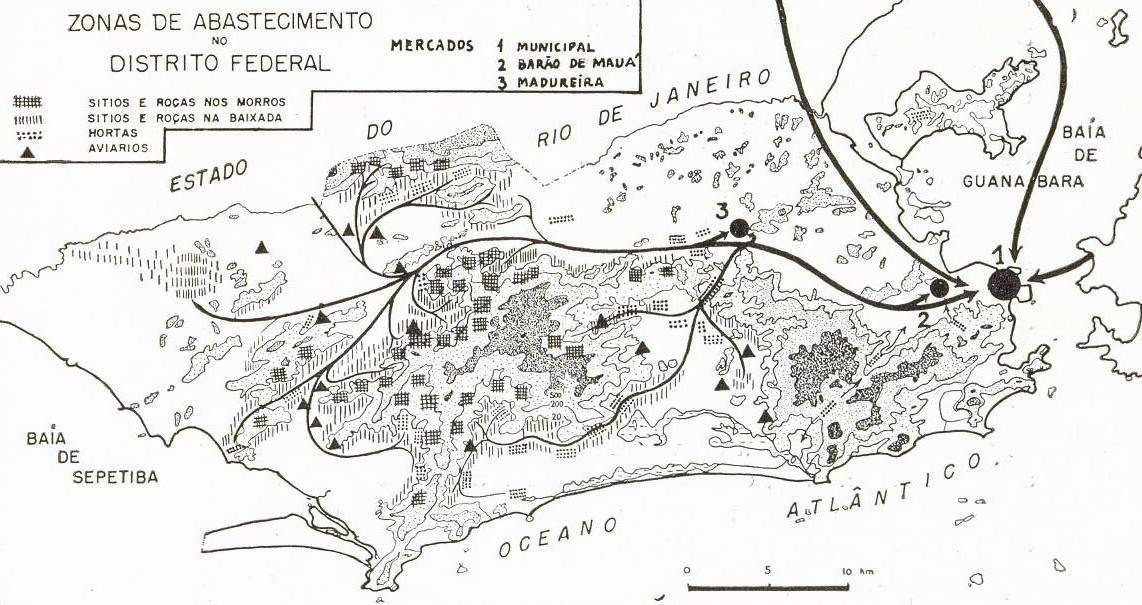 ZONAS DE ABASTECIMENTO
NO
DISTRITO FEDERAL
MERCADOS 1 MUNICIPAL
2 BARÃO DE MAUÁ
3 MADUREÍRA
SITIOS E ROÇAS NOS MORROS
SITIOS E ROÇAS NA BAIXADA
HORTAS
AVIARIOS
ESTADO DO RIO DE JANEIRO
BAÍA
DE
GUANABARA
3
1
2
500
200
20
BAÍA
DE
SEPETIBA
OCEANO ATLÂNTICO.
0 5 10 km